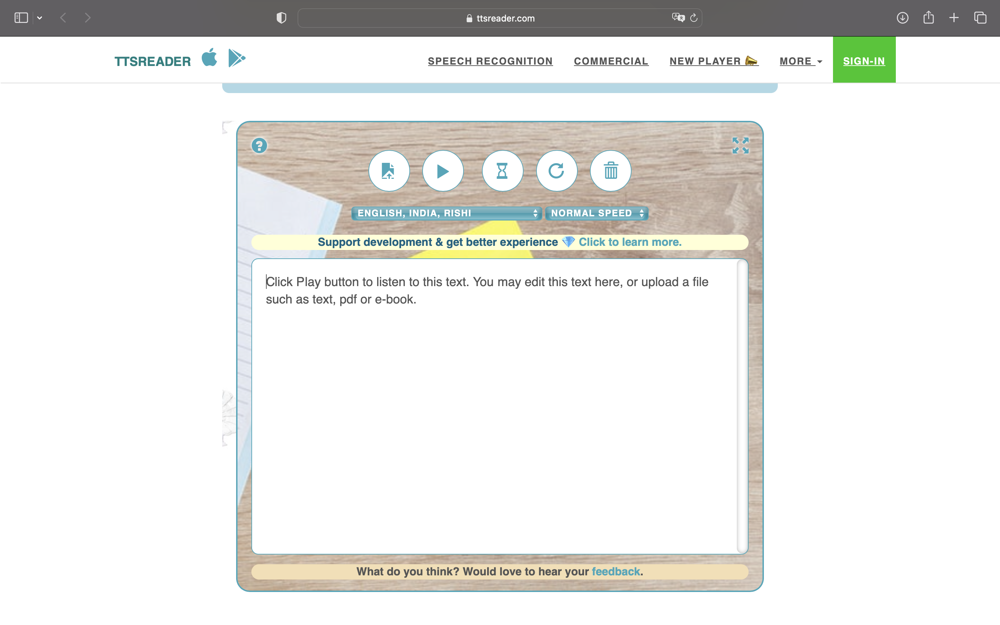 ttsreader.com
TTSREADER
SPEECH RECOGNITION
COMMERCIAL
NEW PLAYER
MORE
SIGN-IN
ENGLISH, INDIA, RISHI
NORMAL SPEED
Support development & get better experience 💎 Click to learn more.
Click Play button to listen to this text. You may edit this text here, or upload a file
such as text, pdf or e-book.
What do you think? Would love to hear your feedback.